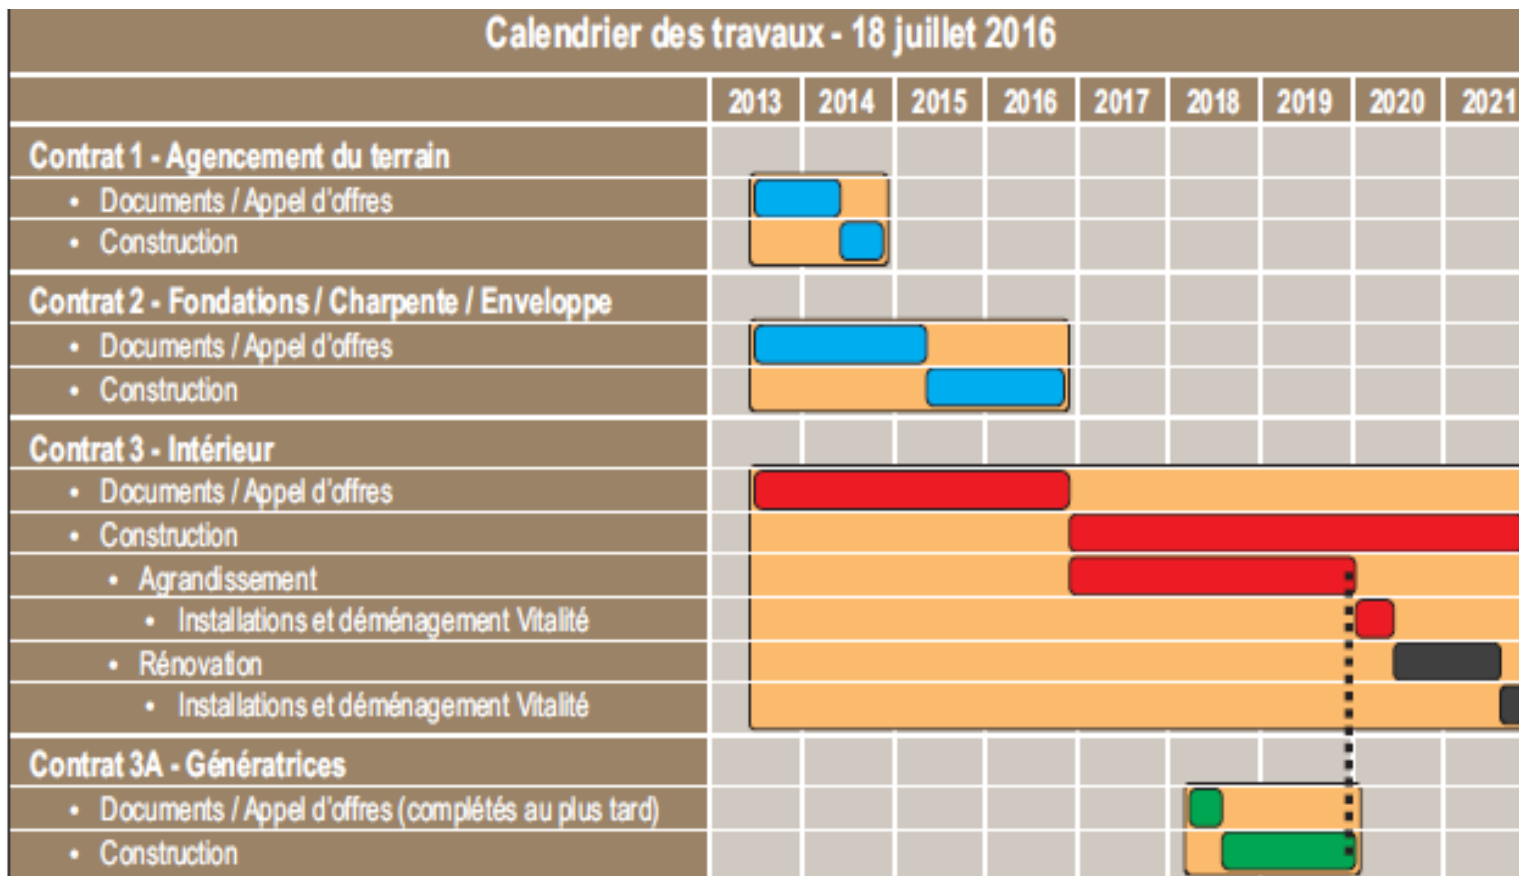 Calendrier des travaux - 18 juillet 2016
2013 2014 2015 2016 2017 2018 2019 2020 2021
Contrat 1 - Agencement du terrain
• Documents / Appel d'offres
• Construction
Contrat 2 - Fondations / Charpente / Enveloppe
• Documents / Appel d'offres
• Construction
Contrat 3 - Intérieur
• Documents / Appel d'offres
• Construction
• Agrandissement
• Installations et déménagement Vitalité
• Rénovation
• Installations et déménagement Vitalité
Contrat 3A - Génératrices
• Documents / Appel d'offres (complétés au plus tard)
• Construction